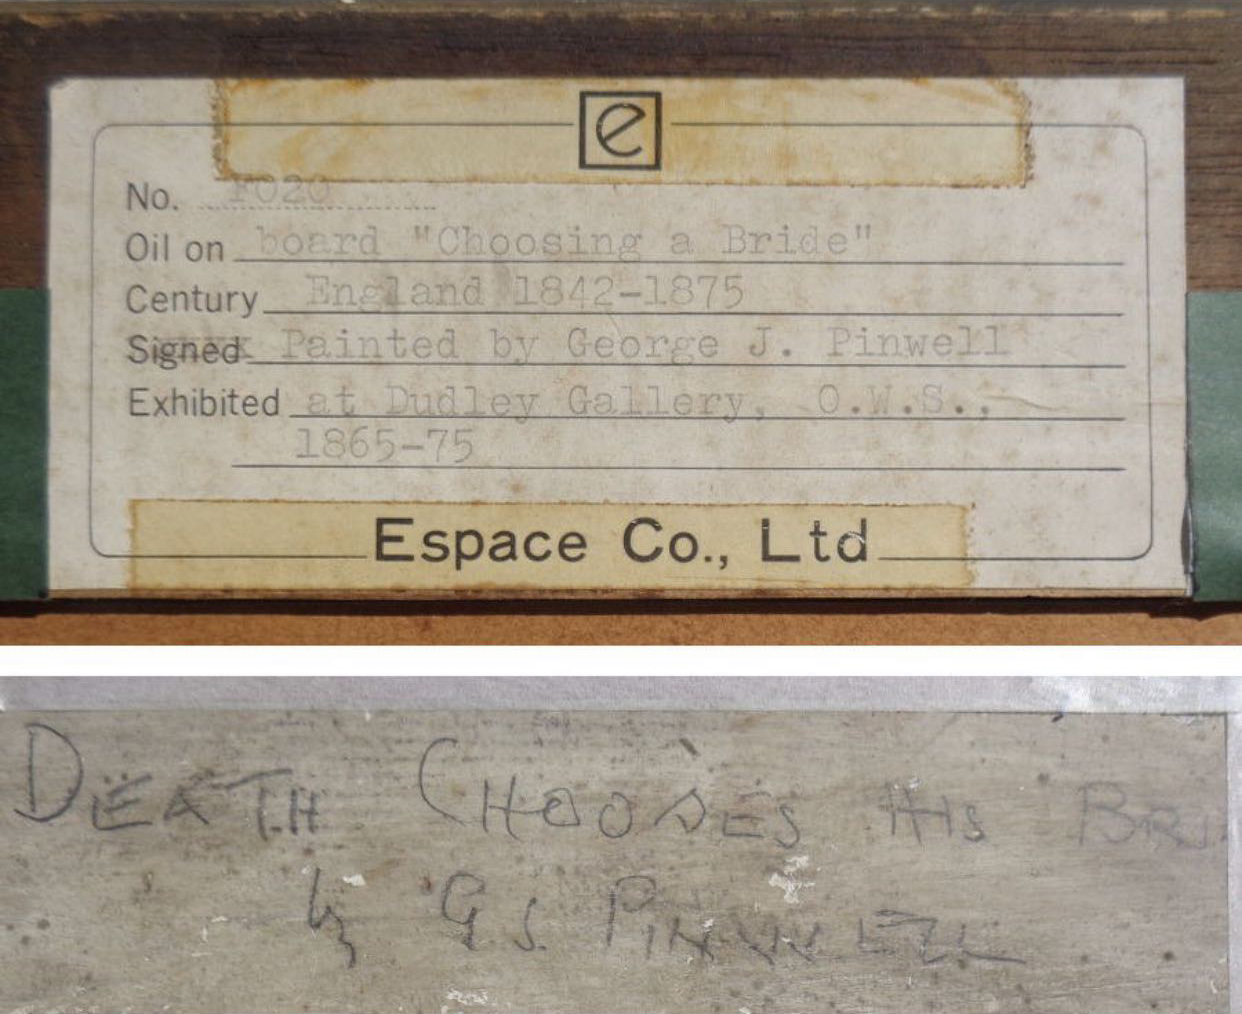 e
No. F020
Oil on board "Choosing a Bride"
Century England 1842-1875
Signed Painted by George J. Pinwell
Exhibited at Dudley Gallery, O.W.S.,
1865-75
Espace Co., Ltd
DEATH CHOOSES HIS BRI
by G S PINWELL